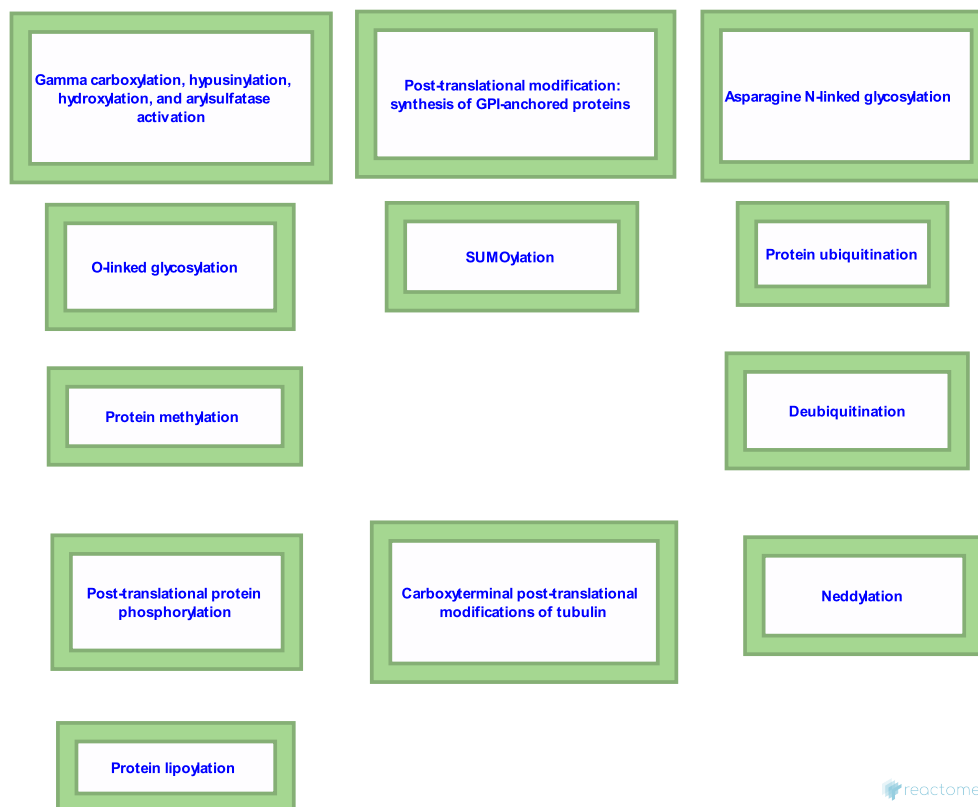 Gamma carboxylation, hypusinylation,
hydroxylation, and arylsulfatase
activation
Post-translational modification:
synthesis of GPI-anchored proteins
Asparagine N-linked glycosylation
O-linked glycosylation
SUMOylation
Protein ubiquitination
Protein methylation
Deubiquitination
Post-translational protein
phosphorylation
Carboxyterminal post-translational
modifications of tubulin
Neddylation
Protein lipoylation
reactome